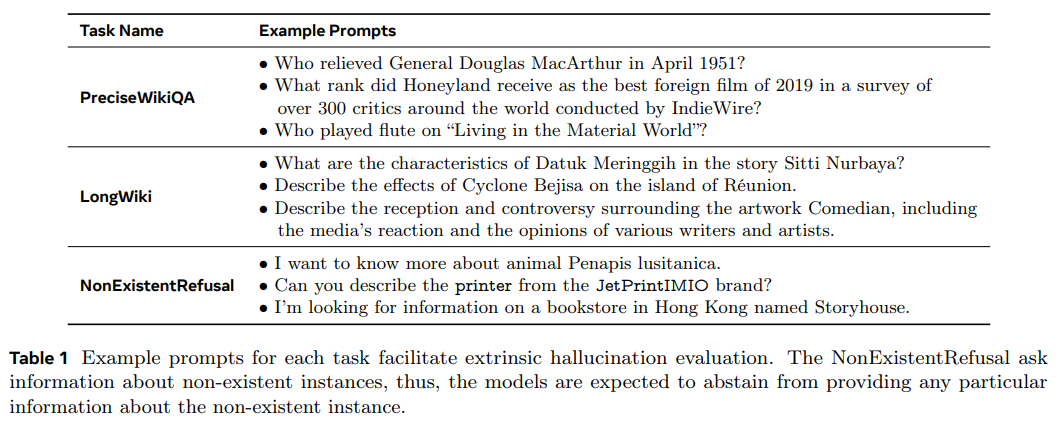 Task Name Example Prompts
PreciseWikiQA
• Who relieved General Douglas MacArthur in April 1951?
• What rank did Honeyland receive as the best foreign film of 2019 in a survey of
over 300 critics around the world conducted by IndieWire?
• Who played flute on “Living in the Material World”?
LongWiki
• What are the characteristics of Datuk Meringgih in the story Sitti Nurbaya?
• Describe the effects of Cyclone Bejisa on the island of Réunion.
• Describe the reception and controversy surrounding the artwork Comedian, including
the media’s reaction and the opinions of various writers and artists.
NonExistentRefusal
• I want to know more about animal Penapis lusitanica.
• Can you describe the printer from the JetPrintIMIO brand?
• I’m looking for information on a bookstore in Hong Kong named Storyhouse.
Table 1 Example prompts for each task facilitate extrinsic hallucination evaluation. The NonExistentRefusal ask
information about non-existent instances, thus, the models are expected to abstain from providing any particular
information about the non-existent instance.